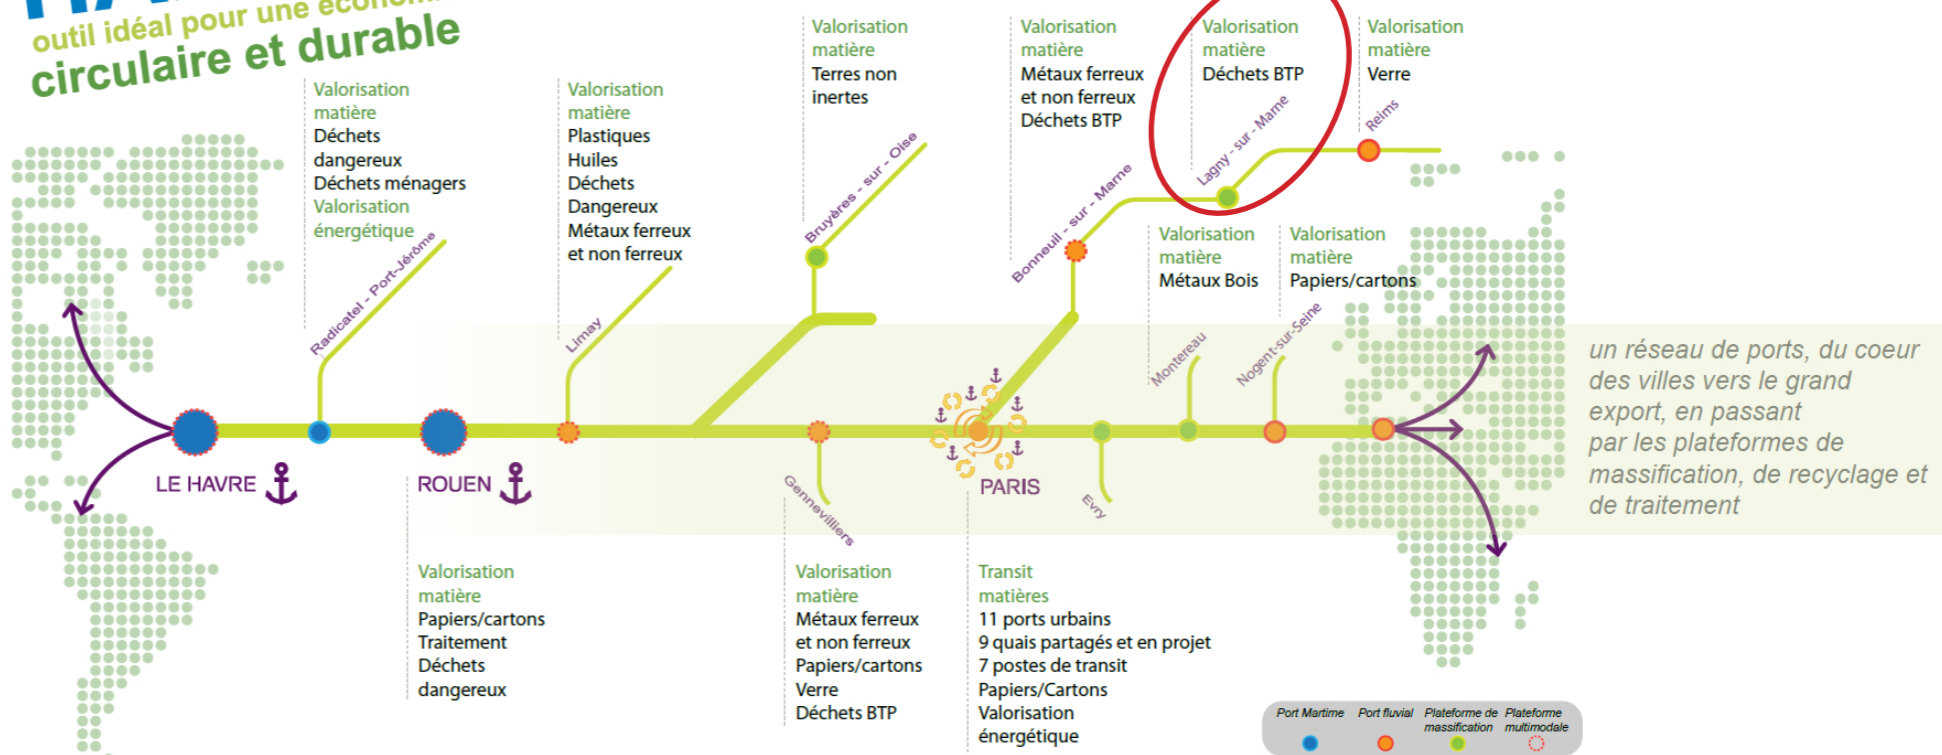 outil idéal pour une économi
circulaire et durable
Valorisation
matière
Déchets
dangereux
Déchets ménagers
Valorisation
énergétique
Radicatel - Port-Jérôme
Valorisation
matière
Plastiques
Huiles
Déchets
Dangereux
Métaux ferreux
et non ferreux
Limay
Valorisation
matière
Terres non
inertes
Bruyères - sur - Oise
Valorisation
matière
Métaux ferreux
et non ferreux
Déchets BTP
Bonneuil - sur - Marne
Valorisation
matière
Déchets BTP
Lagny - sur - Marne
Valorisation
matière
Verre
Reims
Valorisation
matière
Métaux Bois
Montereau
Valorisation
matière
Papiers/cartons
Nogent-sur-Seine
LE HAVRE
ROUEN
Gennevilliers
PARIS
Evry
un réseau de ports, du coeur
des villes vers le grand
export, en passant
par les plateformes de
massification, de recyclage et
de traitement
Valorisation
matière
Papiers/cartons
Traitement
Déchets
dangereux
Valorisation
matière
Métaux ferreux
et non ferreux
Papiers/cartons
Verre
Déchets BTP
Transit
matières
11 ports urbains
9 quais partagés et en projet
7 postes de transit
Papiers/Cartons
Valorisation
énergétique
Port Martime
Port fluvial
Plateforme de
massification
Plateforme
multimodale